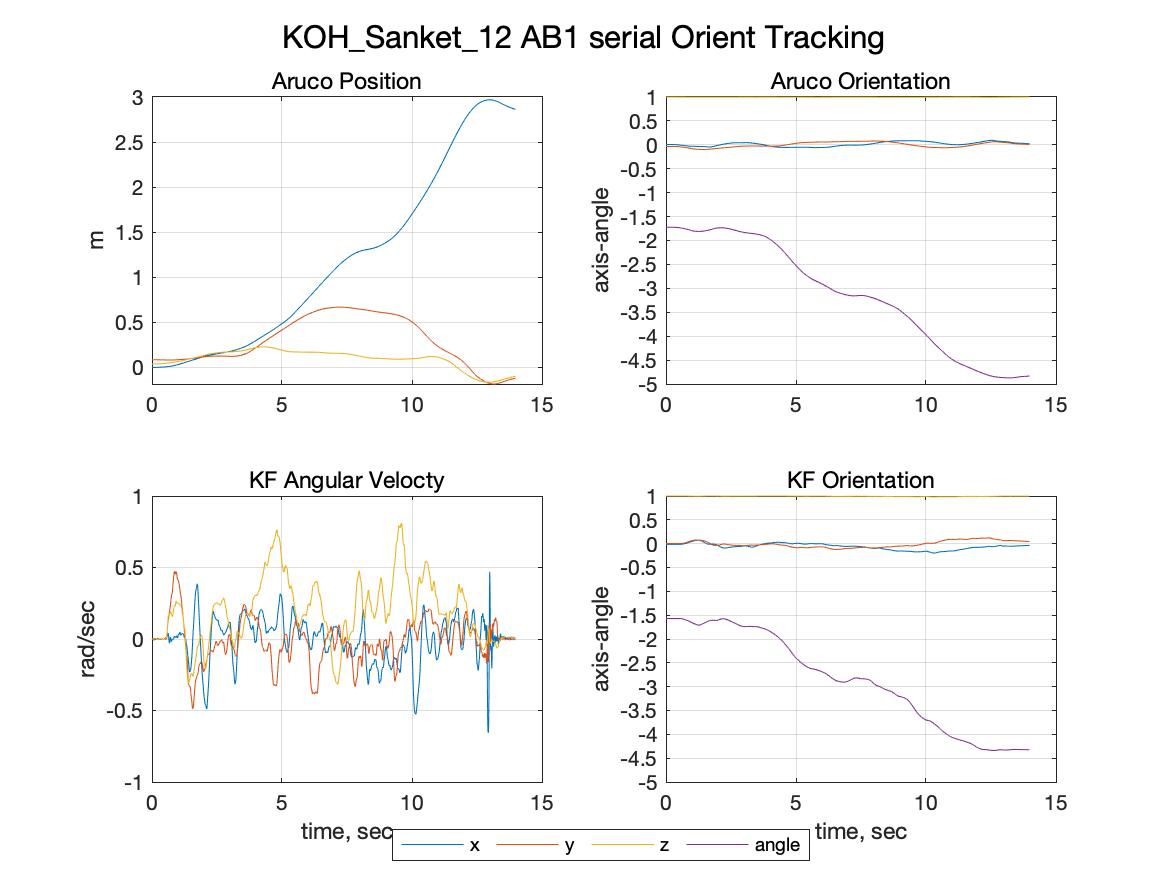 KOH_Sanket_12 AB1 serial Orient Tracking
Aruco Position
3
2.5
2
1.5
1
0.5
0
m
0 5 10 15
Aruco Orientation
1
0.5
0
-0.5
-1
-1.5
-2
-2.5
-3
-3.5
-4
-4.5
-5
axis-angle
0 5 10 15
KF Angular Velocty
1
0.5
0
-0.5
-1
rad/sec
0 5 10 15
time, sec
KF Orientation
1
0.5
0
-0.5
-1
-1.5
-2
-2.5
-3
-3.5
-4
-4.5
-5
axis-angle
0 5 10 15
time, sec
x y z angle